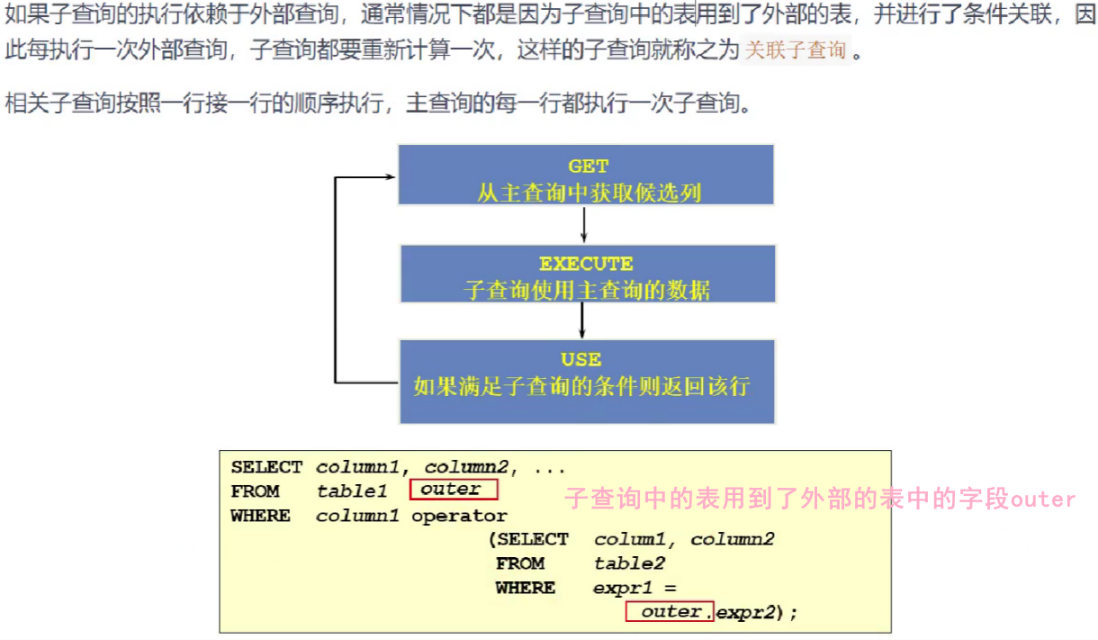 如果子查询的执行依赖于外部查询，通常情况下都是因为子查询中的表用到了外部的表，并进行了条件关联，因
此每执行一次外部查询，子查询都要重新计算一次，这样的子查询就称之为 关联子查询 。
相关子查询按照一行接一行的顺序执行，主查询的每一行都执行一次子查询。
GET
从主查询中获取候选列
EXECUTE
子查询使用主查询的数据
USE
如果满足子查询的条件则返回该行
SELECT column1, column2, ...
FROM table1 outer
子查询中的表用到了外部的表中的字段outer
WHERE column1 operator
(SELECT colum1, column2
FROM table2
WHERE expr1 =
outer.expr2);